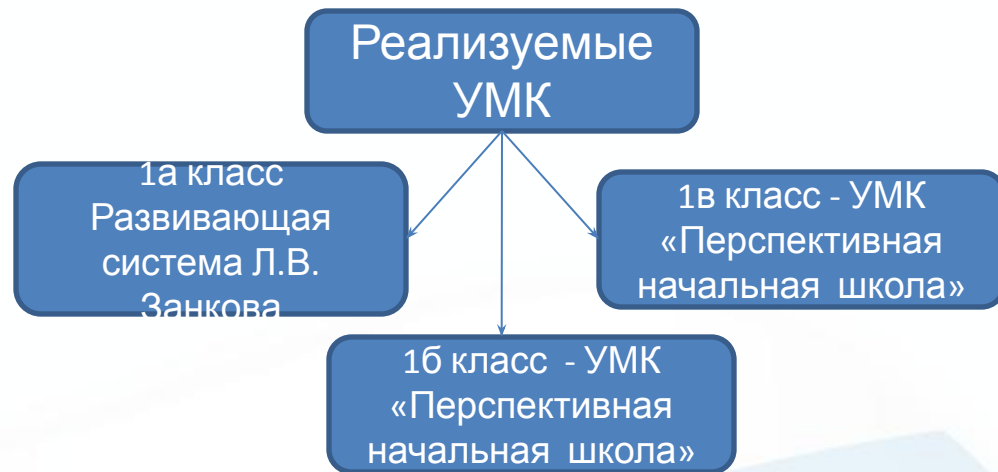 Реализуемые
УМК
1а класс
Развивающая
система Л.В.
Занкова
1в класс - УМК
«Перспективная
начальная школа»
1б класс - УМК
«Перспективная
начальная школа»